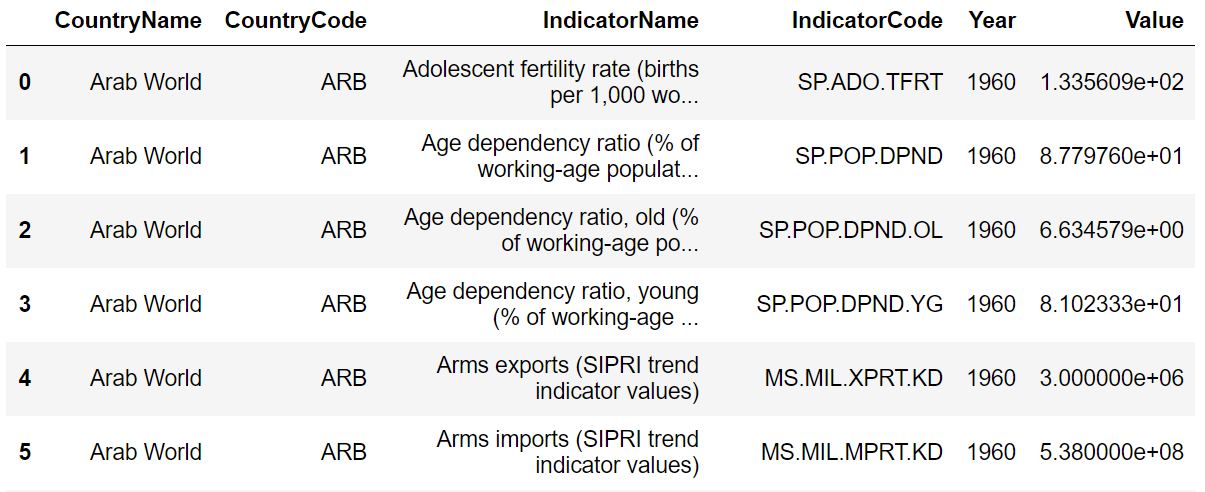 CountryName CountryCode IndicatorName IndicatorCode Year Value
0 Arab World ARB Adolescent fertility rate (births per 1,000 wo... SP.ADO.TFRT 1960 1.335609e+02
1 Arab World ARB Age dependency ratio (% of working-age populat... SP.POP.DPND 1960 8.779760e+01
2 Arab World ARB Age dependency ratio, old (% of working-age po... SP.POP.DPND.OL 1960 6.634579e+00
3 Arab World ARB Age dependency ratio, young (% of working-age ... SP.POP.DPND.YG 1960 8.102333e+01
4 Arab World ARB Arms exports (SIPRI trend indicator values) MS.MIL.XPRT.KD 1960 3.000000e+06
5 Arab World ARB Arms imports (SIPRI trend indicator values) MS.MIL.MPRT.KD 1960 5.380000e+08